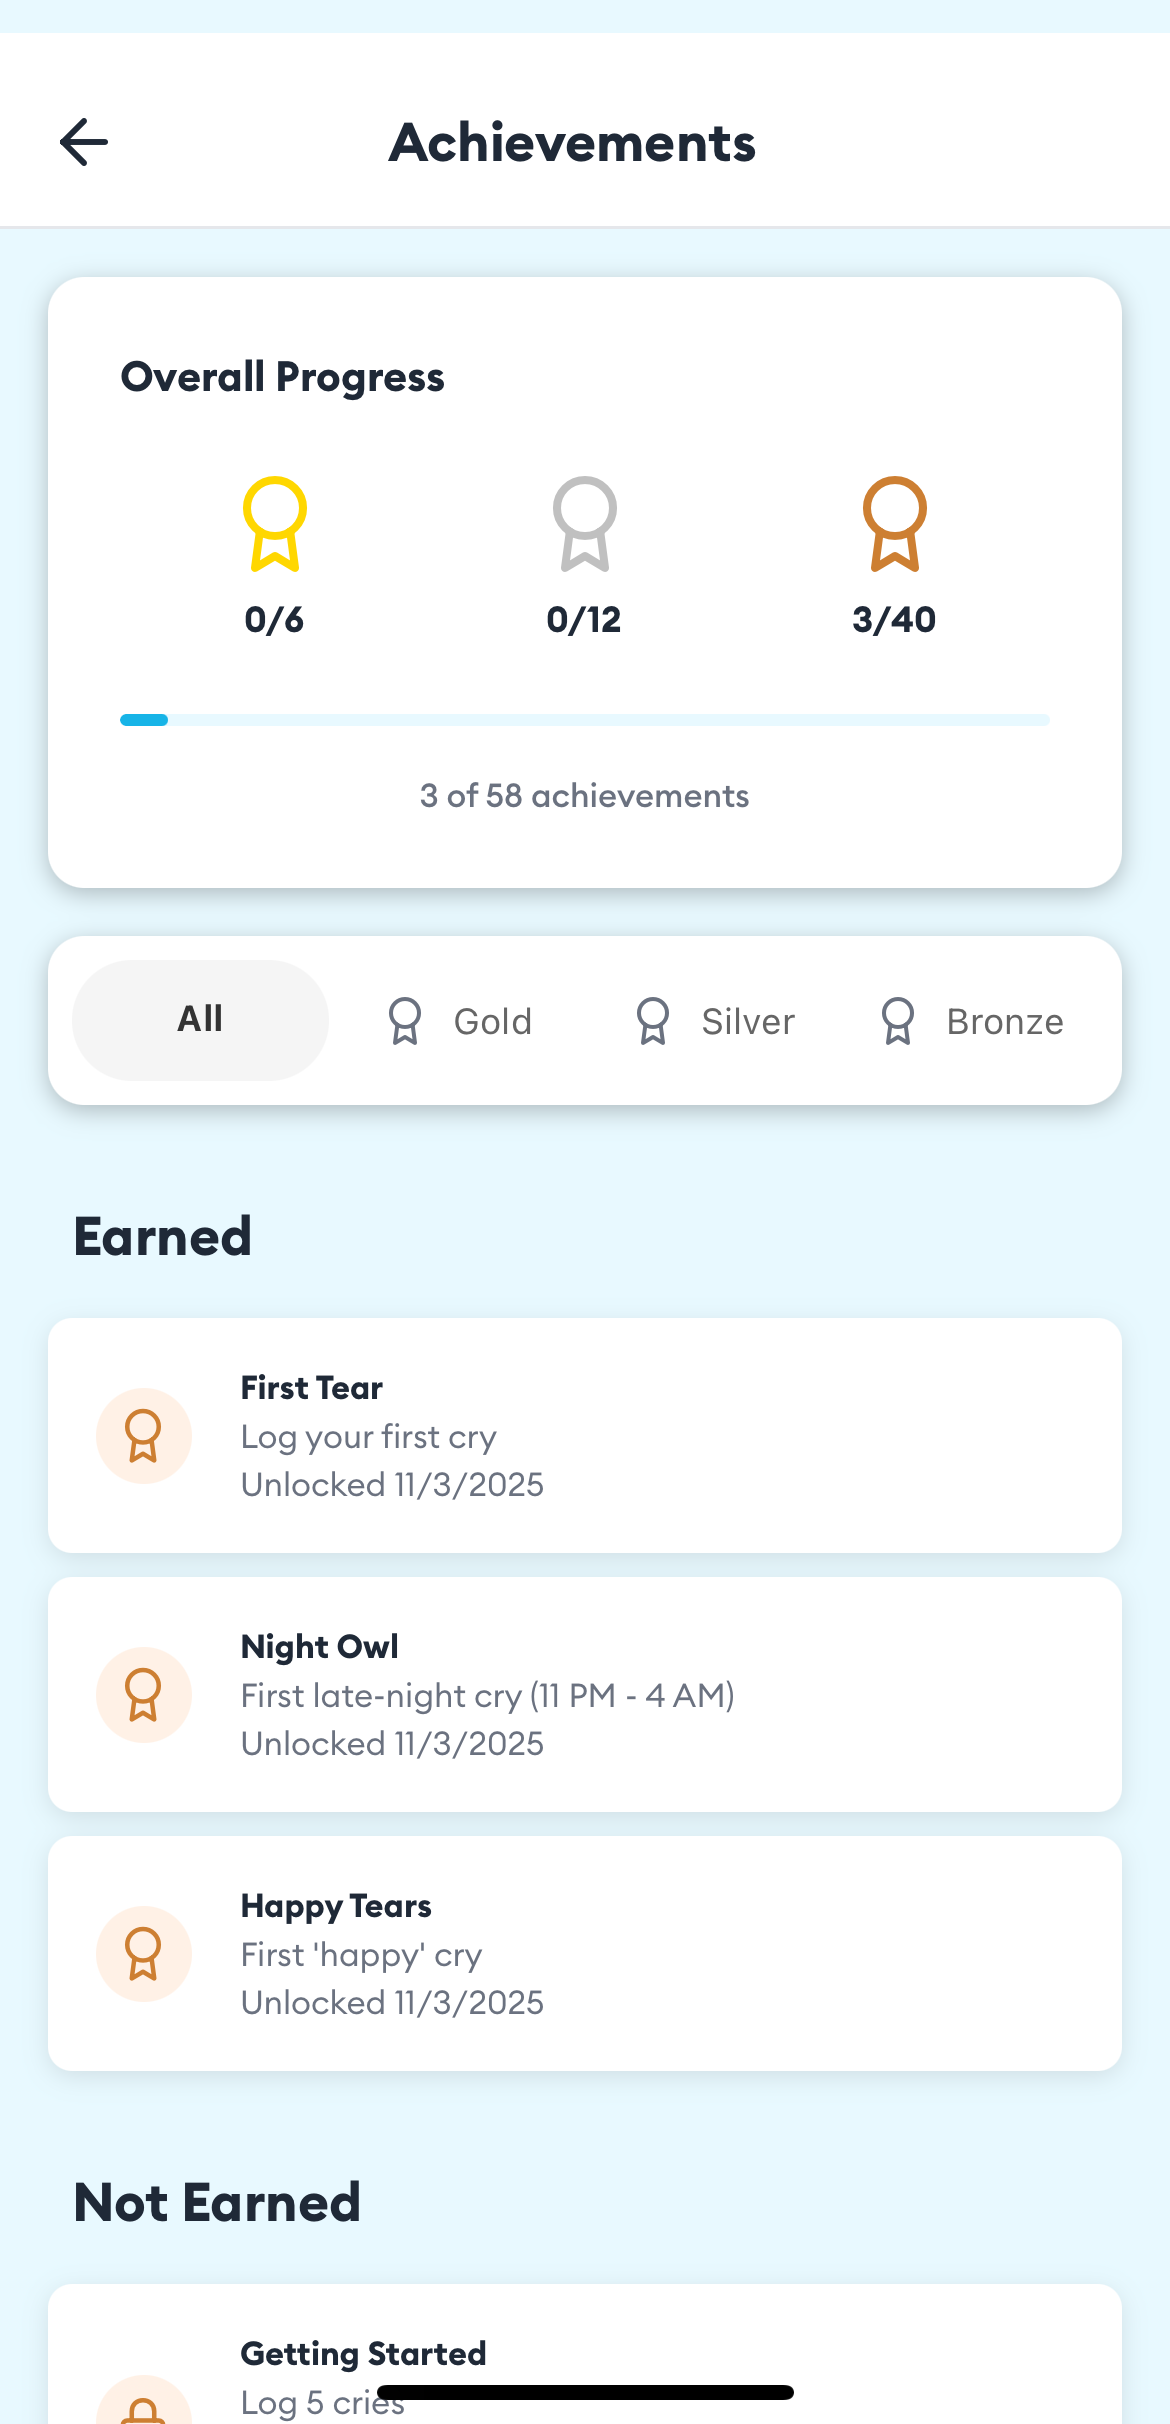 Achievements
Overall Progress
0/6
0/12
3/40
3 of 58 achievements
All
Gold
Silver
Bronze
Earned
First Tear
Log your first cry
Unlocked 11/3/2025
Night Owl
First late-night cry (11 PM - 4 AM)
Unlocked 11/3/2025
Happy Tears
First 'happy' cry
Unlocked 11/3/2025
Not Earned
Getting Started
Log 5 cries